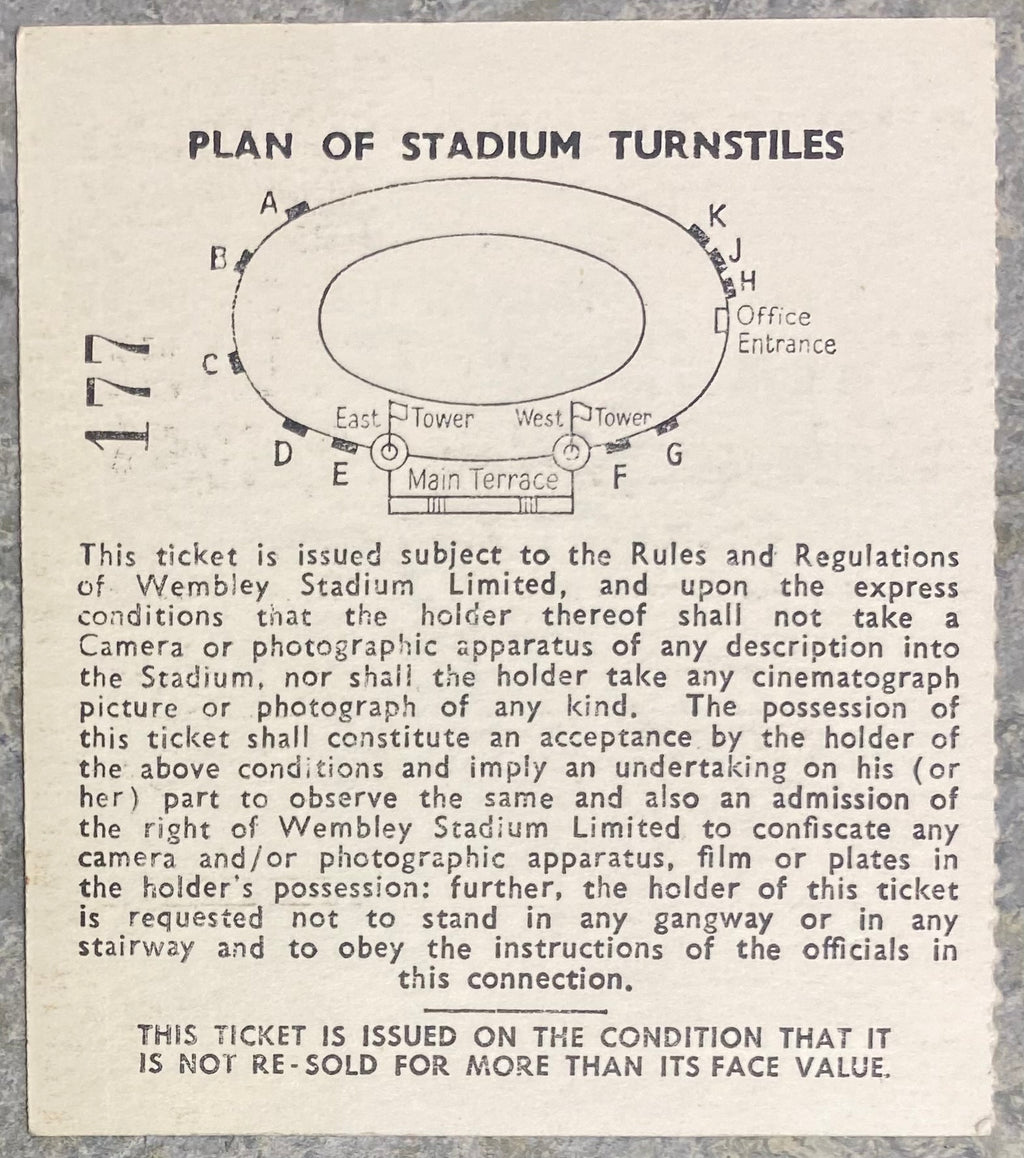 PLAN OF STADIUM TURNSTILES
A
K
B
J
H
Office
Entrance
177
C
East Tower
West Tower
D
E
F
G
Main Terrace
This ticket is issued subject to the Rules and Regulations
of Wembley Stadium Limited, and upon the express
conditions that the holder thereof shall not take a
Camera or photographic apparatus of any description into
the Stadium, nor shall the holder take any cinematograph
picture or photograph of any kind. The possession of
this ticket shall constitute an acceptance by the holder of
the above conditions and imply an undertaking on his (or
her) part to observe the same and also an admission of
the right of Wembley Stadium Limited to confiscate any
camera and/or photographic apparatus, film or plates in
the holder's possession: further, the holder of this ticket
is requested not to stand in any gangway or in any
stairway and to obey the instructions of the officials in
this connection.
THIS TICKET IS ISSUED ON THE CONDITION THAT IT
IS NOT RE-SOLD FOR MORE THAN ITS FACE VALUE.